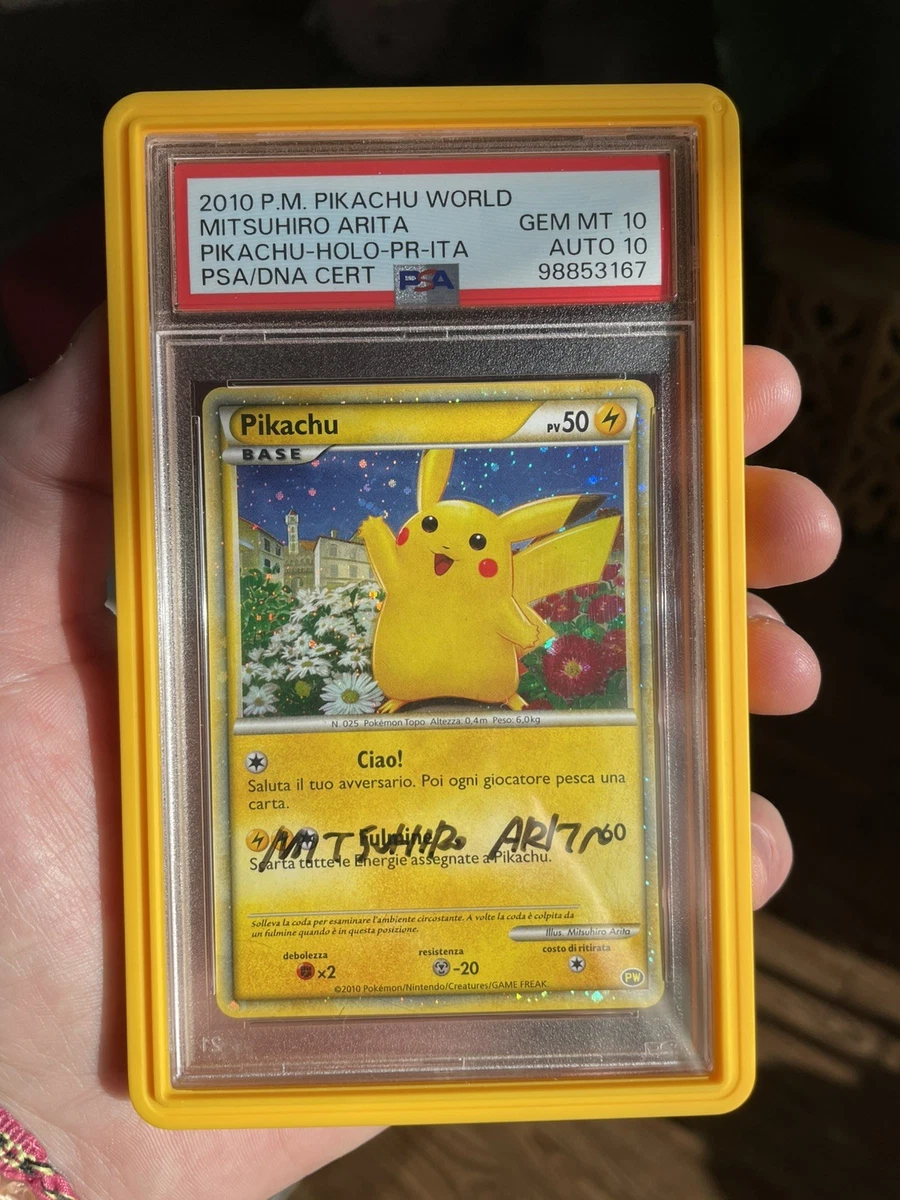 2010 P.M. PIKACHU WORLD
MITSUHIRO ARITA GEM MT 10
PIKACHU-HOLO-PR-ITA AUTO 10
PSA/DNA CERT PSA 98853167
Pikachu PV 50
BASE
N. 025 Pokémon Topo Altezza: 0,4m Peso: 6,0kg
Ciao!
Saluta il tuo avversario. Poi ogni giocatore pesca una
carta.
Fulmine 60
MITSUHIRO ARITA
Scarta tutte le Energie assegnate a Pikachu.
Solleva la coda per esaminare l'ambiente circostante. A volte la coda è colpita da
un fulmine quando è in questa posizione.
Illus. Mitsuhiro Arita
debolezza resistenza costo di ritirata
×2 -20
PW
©2010 Pokémon/Nintendo/Creatures/GAME FREAK.